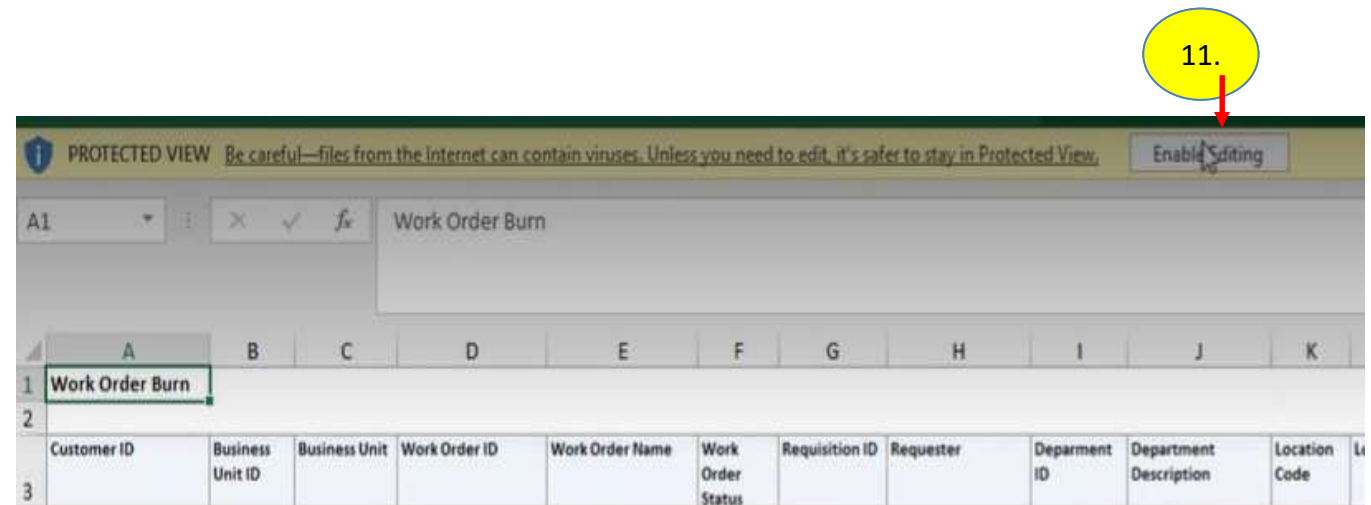 11.
PROTECTED VIEW Be careful—files from the Internet can contain viruses. Unless you need to edit, it's safer to stay in Protected View. Enable Editing
A1 fx Work Order Burn
A B C D E F G H I J K
1 Work Order Burn
2
Customer ID Business Business Unit Work Order ID Work Order Name Work Requisition ID Requester Deparment Department Location
Unit ID Order ID Description Code
3 Status